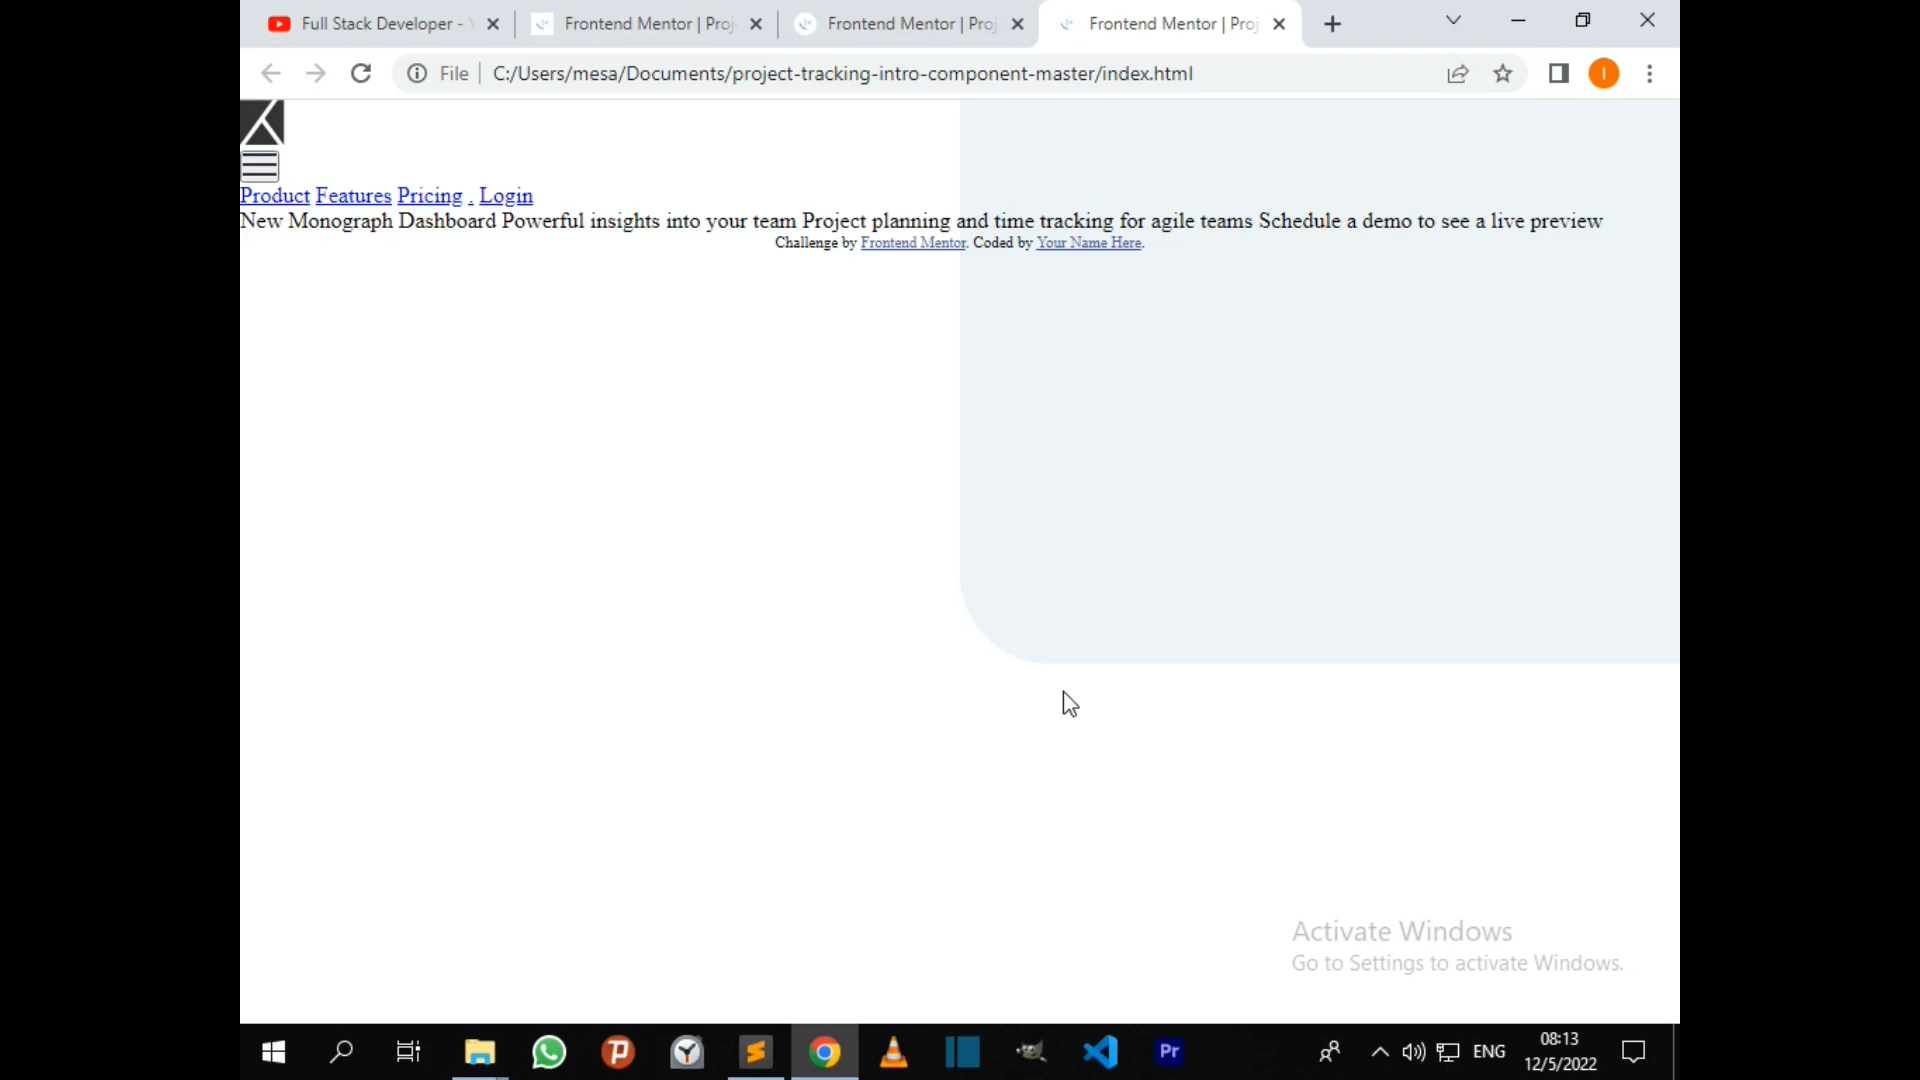 Full Stack Developer -
Frontend Mentor | Proj
Frontend Mentor | Proj
Frontend Mentor | Proj
File
C:/Users/mesa/Documents/project-tracking-intro-component-master/index.html
I
Product Features Pricing . Login
New Monograph Dashboard Powerful insights into your team Project planning and time tracking for agile teams Schedule a demo to see a live preview
Challenge by Frontend Mentor. Coded by Your Name Here.
Activate Windows
Go to Settings to activate Windows.
Pr
ENG
08:13
12/5/2022